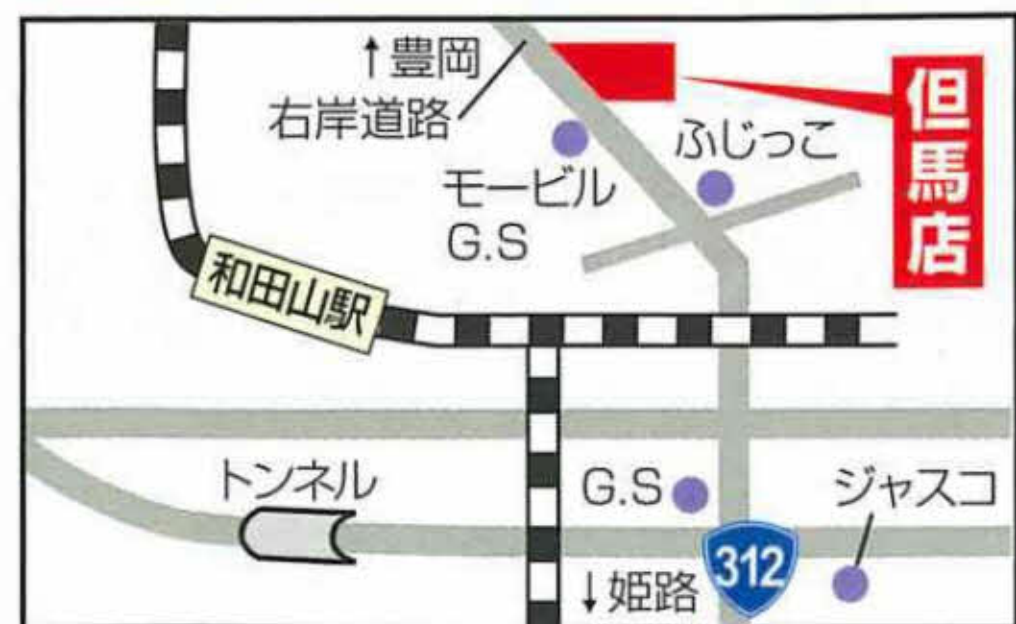 ↑豊岡
右岸道路
ふじっこ
モービル
G.S
但馬店
和田山駅
トンネル
G.S
ジャスコ
312
↓姫路